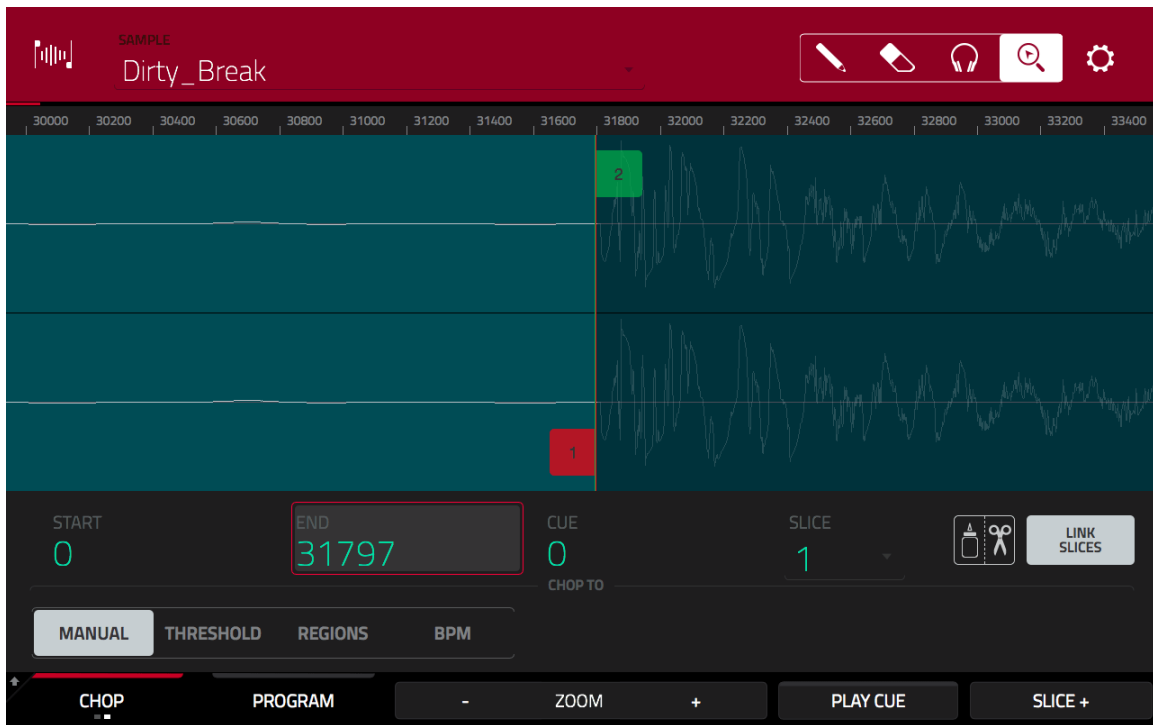 SAMPLE
Dirty_Break
30000 30200 30400 30600 30800 31000 31200 31400 31600 31800 32000 32200 32400 32600 32800 33000 33200 33400
2
1
START END CUE SLICE
0 31797 0 1
LINK SLICES
CHOP TO
MANUAL THRESHOLD REGIONS BPM
CHOP PROGRAM - ZOOM + PLAY CUE SLICE +